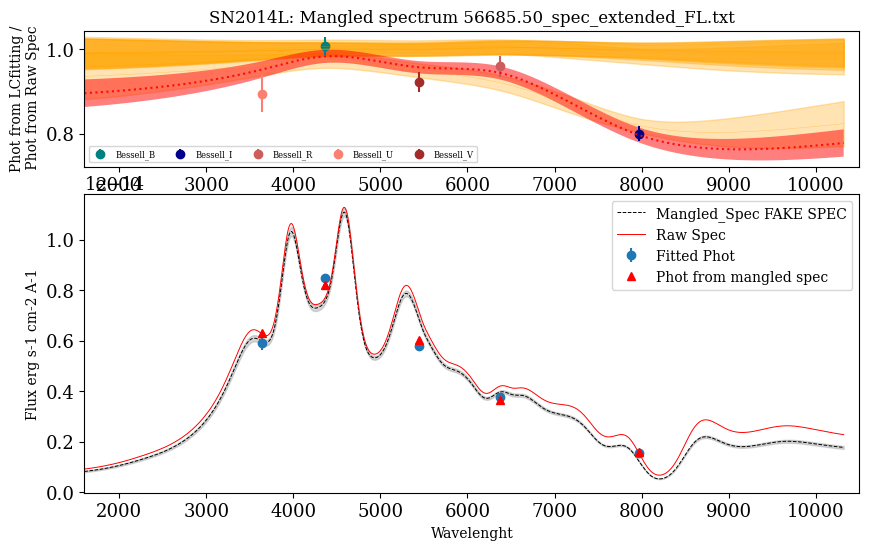 SN2014L: Mangled spectrum 56685.50_spec_extended_FL.txt
Phot from LCfitting /
Phot from Raw Spec
1.0
0.8
Bessell_B Bessell_I Bessell_R Bessell_U Bessell_V
2000 3000 4000 5000 6000 7000 8000 9000 10000
1e−14
Flux erg s-1 cm-2 A-1
1.0
0.8
0.6
0.4
0.2
0.0
Mangled_Spec FAKE SPEC
Raw Spec
Fitted Phot
Phot from mangled spec
2000 3000 4000 5000 6000 7000 8000 9000 10000
Wavelenght